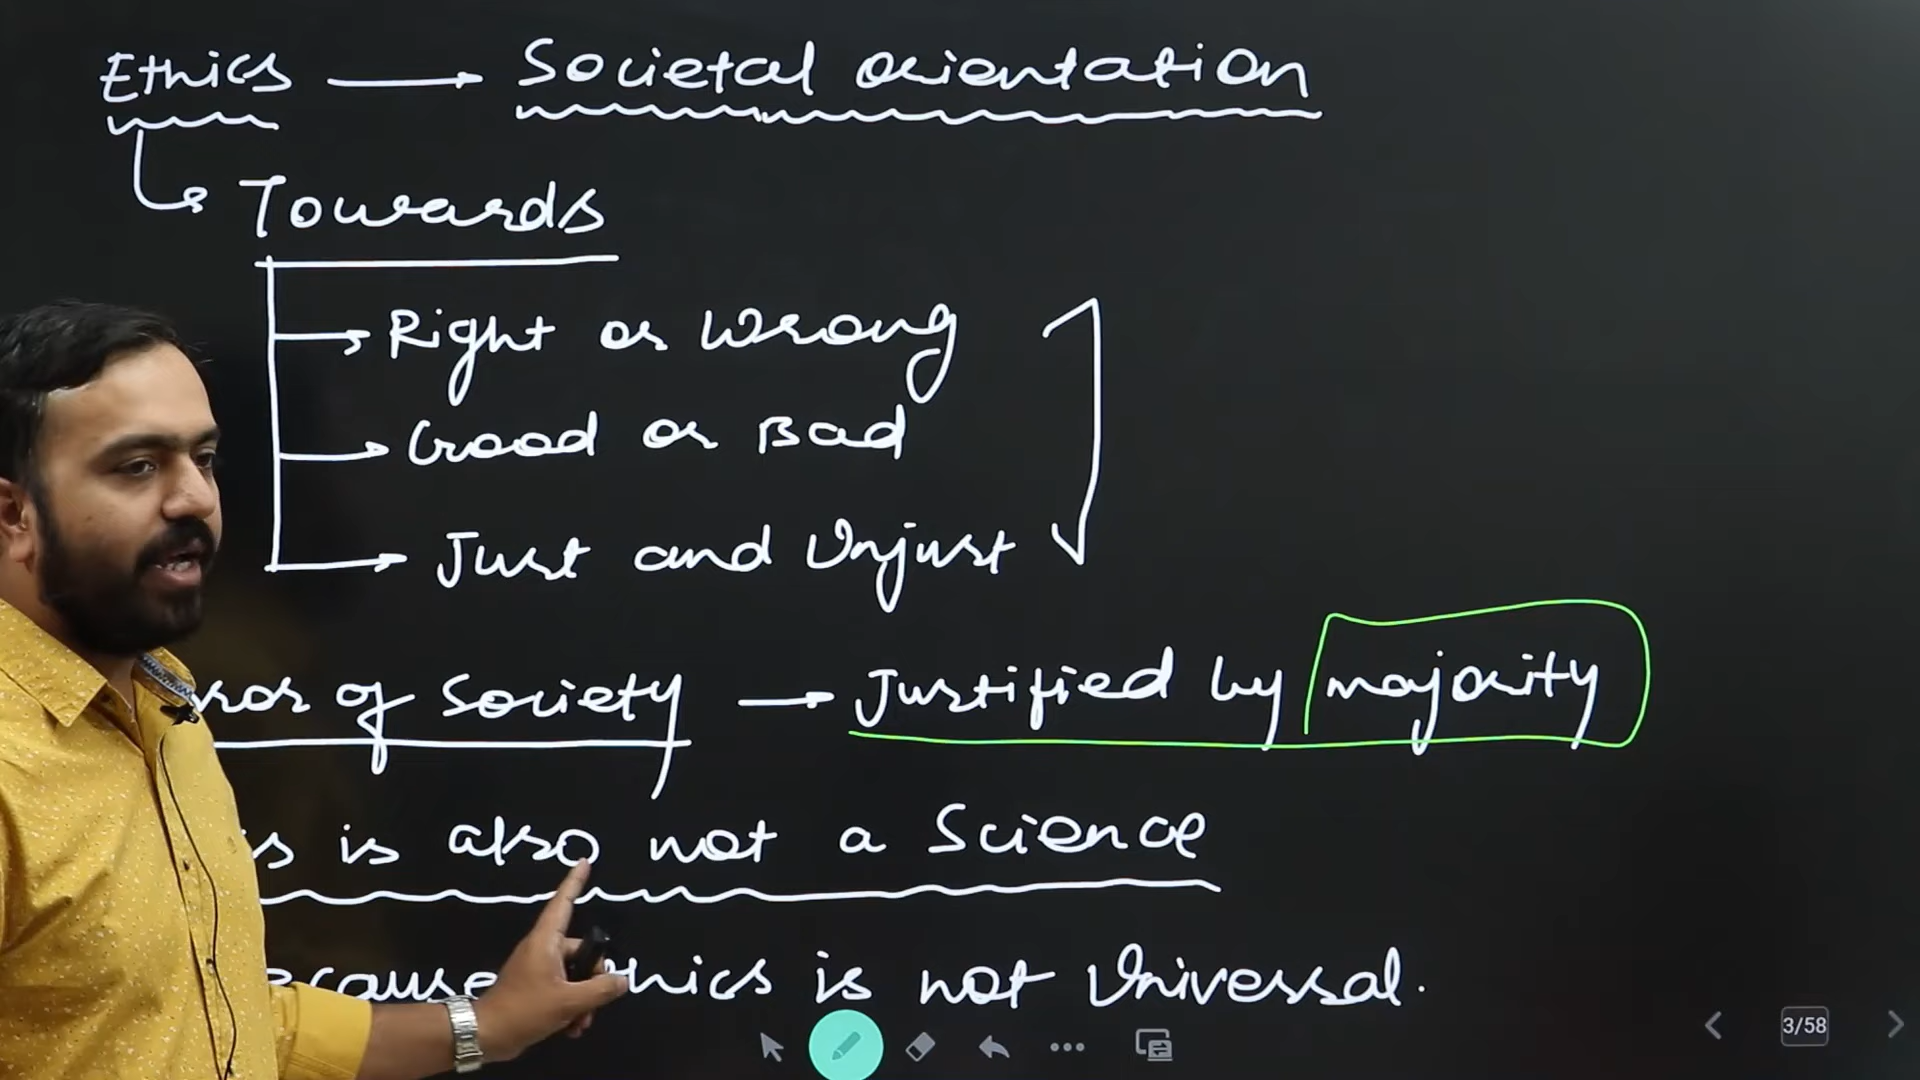 Ethics → Societal orientation
Towards
→ Right or Wrong
→ Good or Bad
→ Just and Unjust
of Society → Justified by majority
is also not a Science
Ethics is not Universal.
3/58